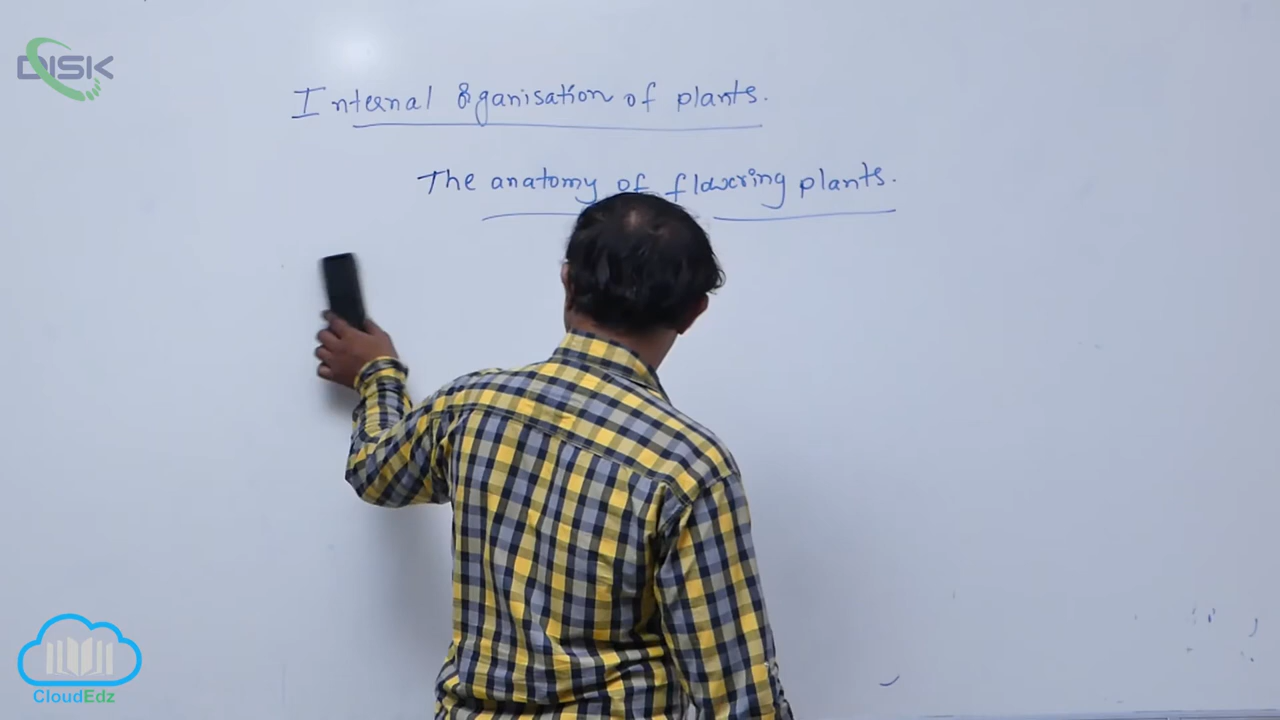 DISK
Internal Organisation of plants.
The anatomy of flowering plants.
CloudEdz